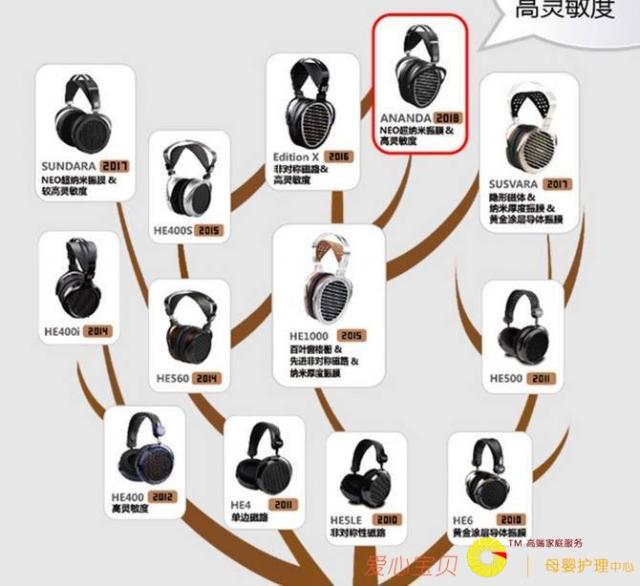 高灵敏度
ANANDA 2018
NEO超纳米振膜 &
高灵敏度
SUNDARA 2017
NEO超纳米振膜 &
较高灵敏度
Edition X 2016
非对称磁路 &
高灵敏度
SUSVARA 2017
隐形磁体 &
纳米厚度振膜 &
黄金涂层导体振膜
HE400S 2015
HE400i 2014
HE560 2014
HE1000 2015
百叶窗格栅 &
先进非对称磁路 &
纳米厚度振膜
HE500 2011
HE400 2012
高灵敏度
HE4 2011
单边磁路
HE5LE 2010
非对称性磁路
HE6 2010
黄金涂层导体振膜
爱心宝贝
TM 高端家庭服务
母婴护理中心